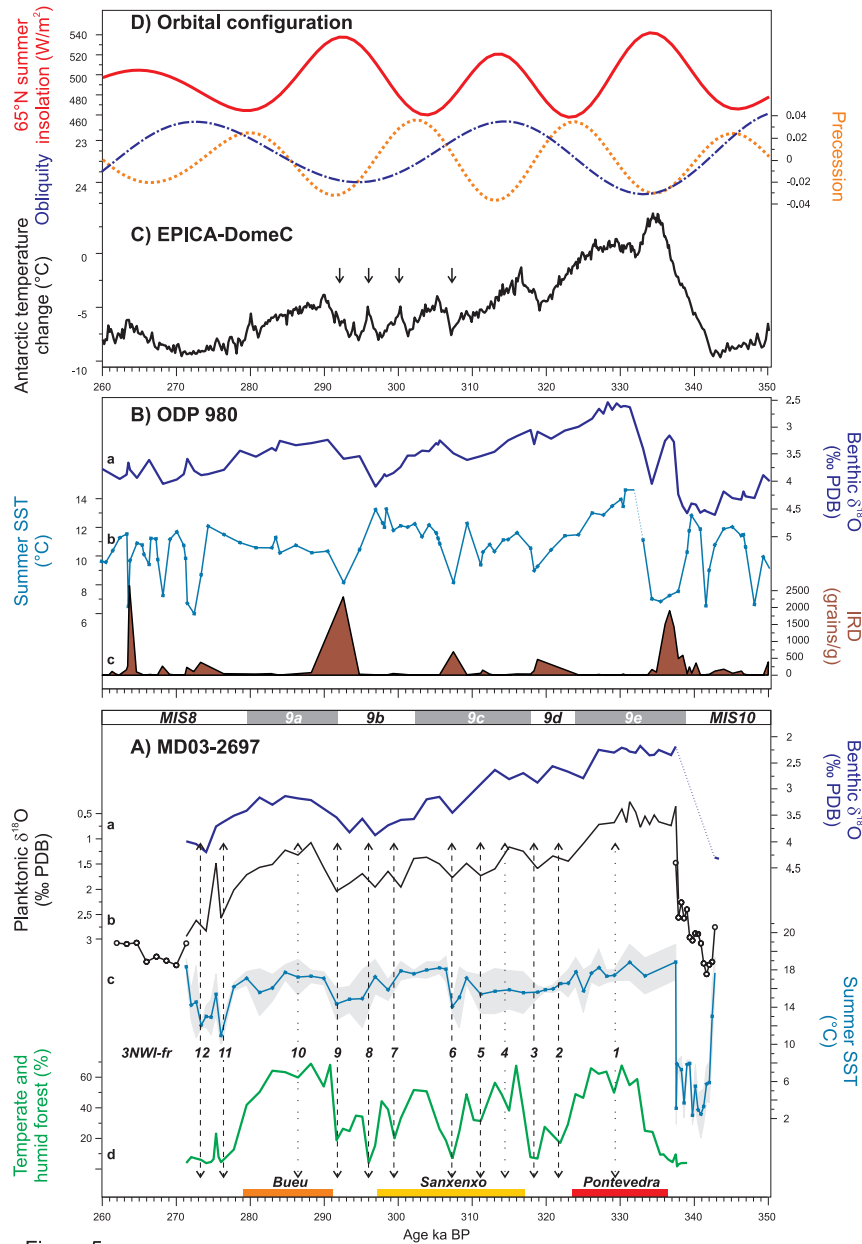 D) Orbital configuration
65°N summer
insolation (W/m²)
540
520
500
480
460
Obliquity
23
24
0.04
0.02
0
-0.02
-0.04
Precession
C) EPICA-DomeC
Antarctic temperature
change (°C)
0
-5
-10
260 270 280 290 300 310 320 330 340 350
B) ODP 980
a
2.5
3
3.5
4
4.5
5
Benthic δ¹⁸O
(‰ PDB)
Summer SST
(°C)
14
12
10
8
6
b
2500
2000
1500
1000
500
0
IRD
(grains/g)
c
MIS8 9a 9b 9c 9d 9e MIS10
A) MD03-2697
2
2.5
3
3.5
4
4.5
Benthic δ¹⁸O
(‰ PDB)
a
Planktonic δ¹⁸O
(‰ PDB)
0.5
1
1.5
2
2.5
3
b
c
20
18
16
14
12
10
8
6
4
2
Summer SST
(°C)
3NWI-fr 12 11 10 9 8 7 6 5 4 3 2 1
Temperate and
humid forest (%)
60
40
20
d
Bueu Sanxenxo Pontevedra
260 270 280 290 300 310 320 330 340 350
Age ka BP